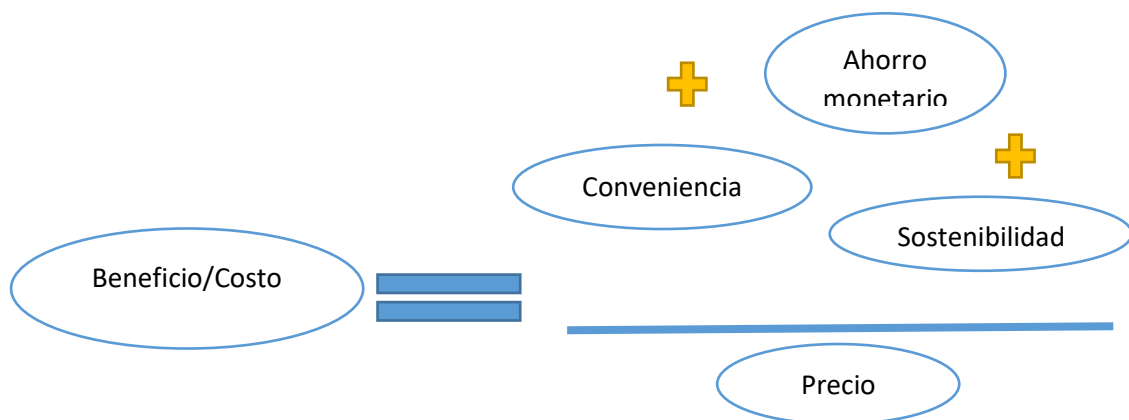 Ahorro
monetario
Conveniencia
Sostenibilidad
Beneficio/Costo
Precio